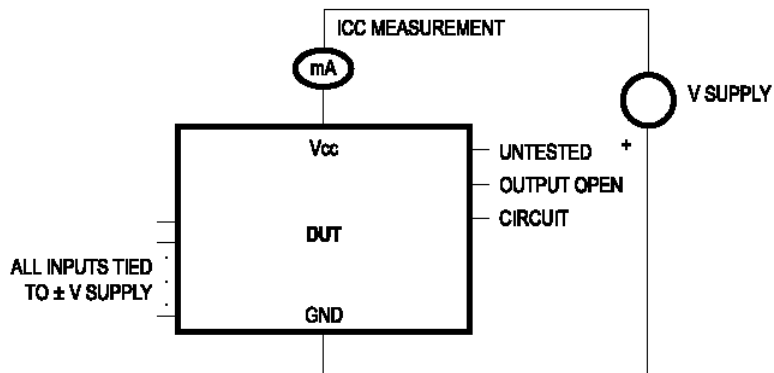 ICC MEASUREMENT
mA
V SUPPLY
+
Vcc
UNTESTED
OUTPUT OPEN
CIRCUIT
DUT
ALL INPUTS TIED
TO ± V SUPPLY
GND